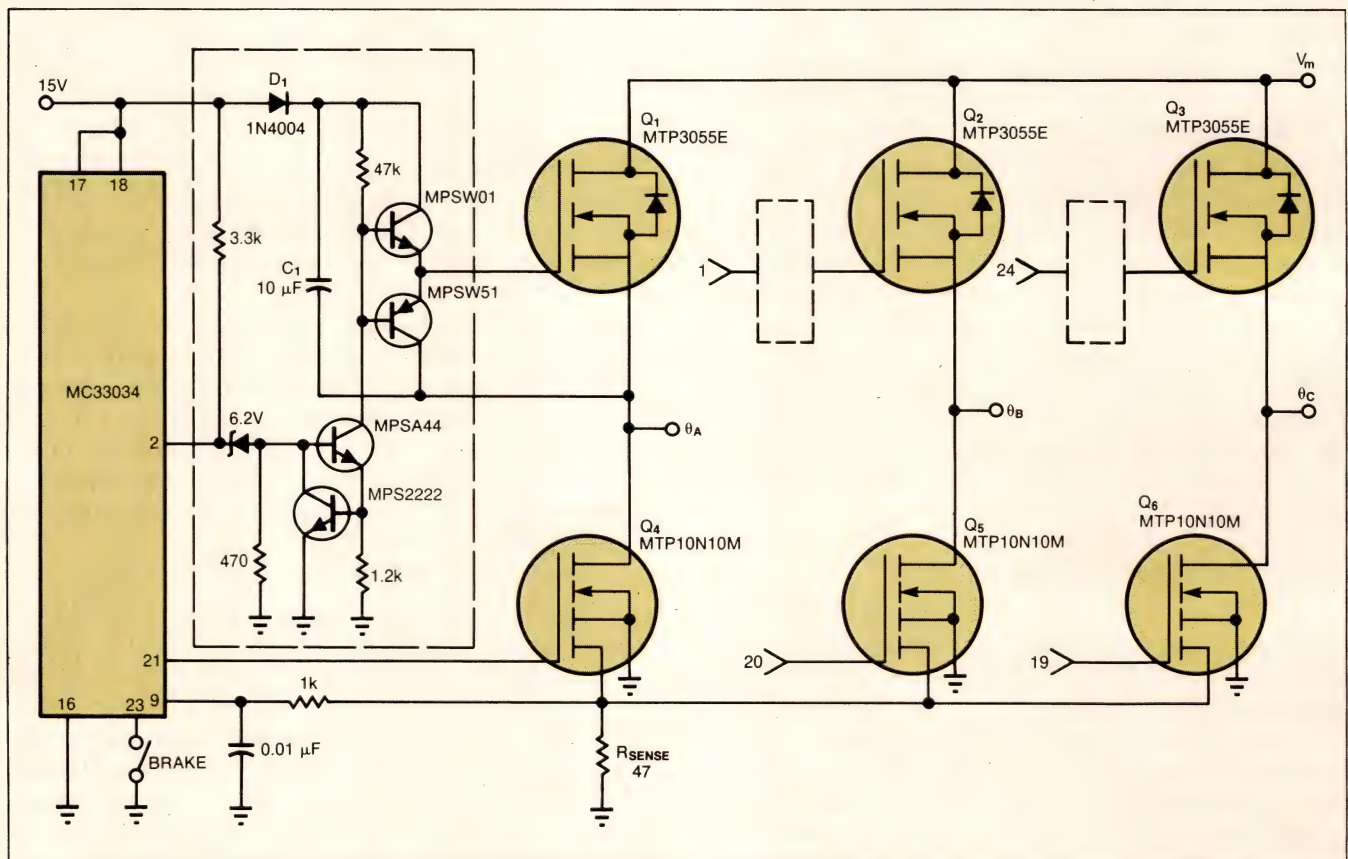 15V
D1
1N4004
17
18
3.3k
47k
C1
10 μF
MPSW01
MPSW51
MC33034
2
6.2V
MPSA44
MPS2222
470
1.2k
21
9
16
23
BRAKE
1k
0.01 μF
RSENSE
47
Q1
MTP3055E
Q2
MTP3055E
Q3
MTP3055E
Vm
1
24
θA
θB
θC
Q4
MTP10N10M
Q5
MTP10N10M
Q6
MTP10N10M
20
19